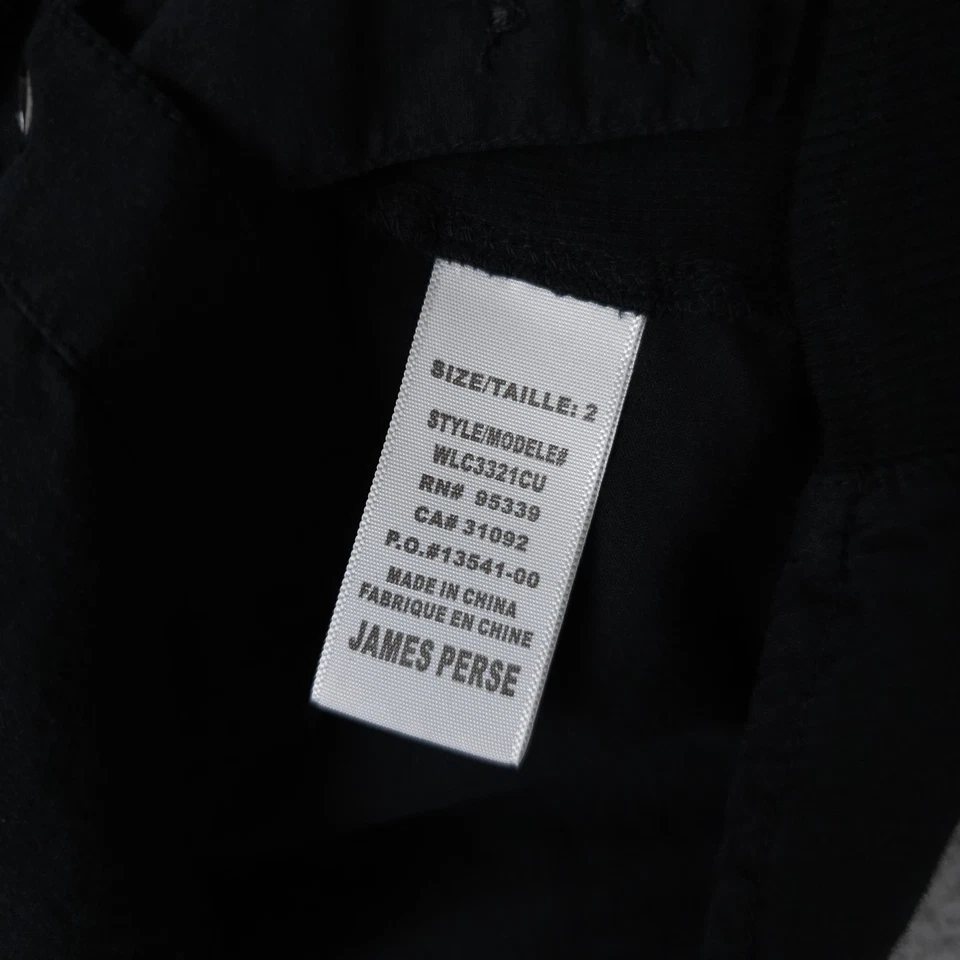 SIZE/TAILLE: 2
STYLE/MODELE#
WLC3321CU
RN# 95339
CA# 31092
P.O.#13541-00
MADE IN CHINA
FABRIQUE EN CHINE
JAMES PERSE